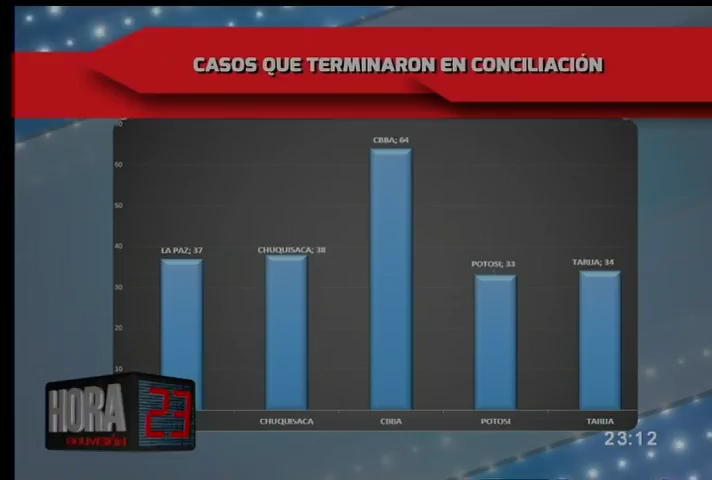 CASOS QUE TERMINARON EN CONCILIACIÓN
70
60
50
40
30
20
10
CBBA; 64
LA PAZ; 37
CHUQUISACA; 38
POTOSI; 33
TARIJA; 34
CHUQUISACA
CBBA
POTOSI
TARIJA
HORA 23
BOLIVISIÓN
23:12